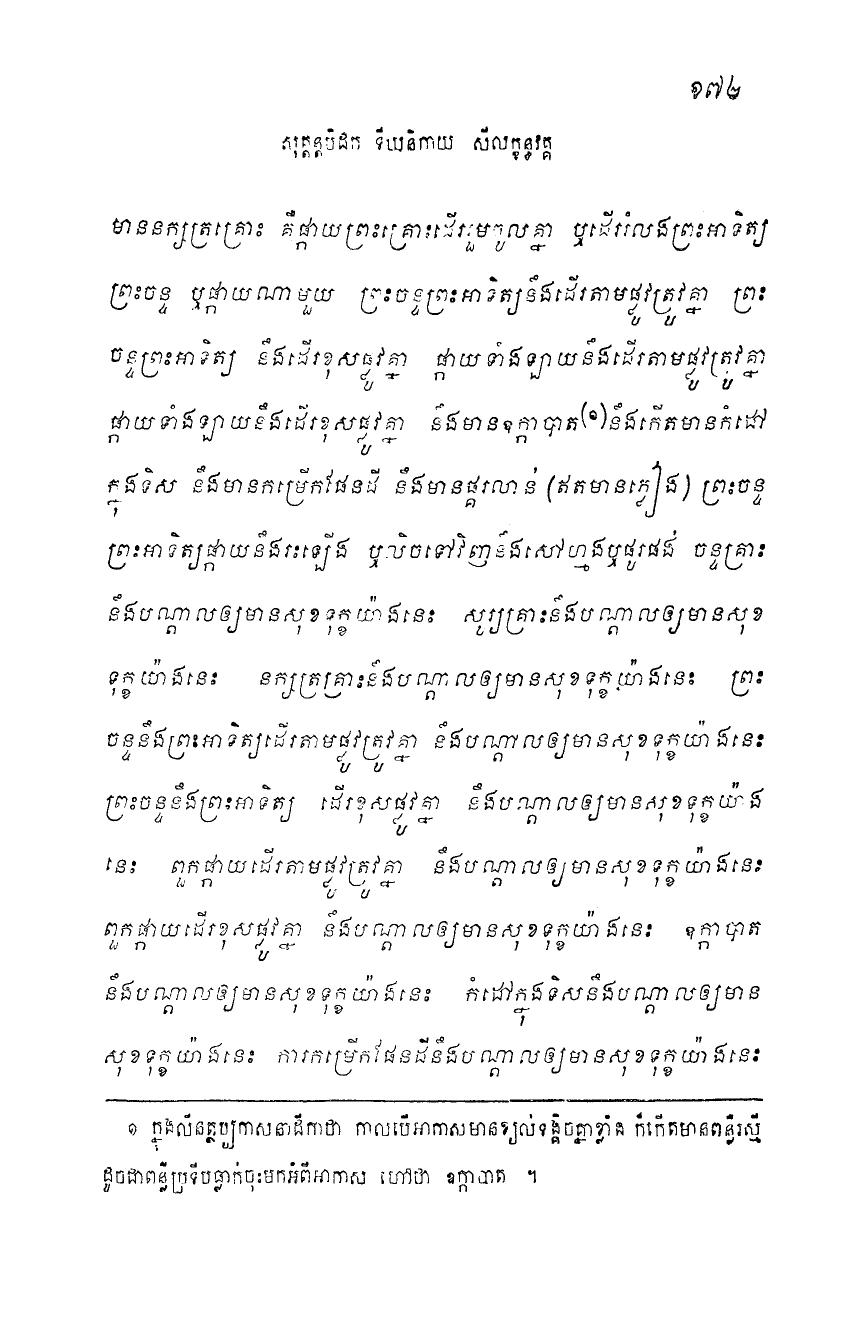 ១៧៤
សុត្តន្តបិដក ទីឃនិកាយ សីលក្ខន្ធវគ្គ
មាននក្សត្រគ្រោះ គឺផ្កាយព្រះគ្រោះដើររួមចូលគ្នា ឬដើររំលងព្រះអាទិត្យ
ព្រះចន្ទ ឬផ្កាយណាមួយ ព្រះចន្ទព្រះអាទិត្យនឹងដើរតាមផ្លូវត្រូវគ្នា ព្រះ
ចន្ទព្រះអាទិត្យ នឹងដើរខុសផ្លូវគ្នា ផ្កាយទាំងឡាយនឹងដើរតាមផ្លូវត្រូវគ្នា
ផ្កាយទាំងឡាយនឹងដើរខុសផ្លូវគ្នា នឹងមានឧក្កាបាត(១)នឹងកើតមានកំដៅ
ក្នុងទិស នឹងមានកម្រើកផែនដី នឹងមានផ្គរលាន់ (ឥតមានភ្លៀង) ព្រះចន្ទ
ព្រះអាទិត្យផ្កាយនឹងរះឡើង ឬលិចទៅវិញនឹងសៅហ្មងឬផូរផង់ ចន្ទគ្រាះ
នឹងបណ្តាលឲ្យមានសុខទុក្ខយ៉ាងនេះ សូរ្យគ្រាះនឹងបណ្តាលឲ្យមានសុខ
ទុក្ខយ៉ាងនេះ នក្សត្រគ្រាះនឹងបណ្តាលឲ្យមានសុខទុក្ខយ៉ាងនេះ ព្រះ
ចន្ទនឹងព្រះអាទិត្យដើរតាមផ្លូវត្រូវគ្នា នឹងបណ្តាលឲ្យមានសុខទុក្ខយ៉ាងនេះ
ព្រះចន្ទនឹងព្រះអាទិត្យ ដើរខុសផ្លូវគ្នា នឹងបណ្តាលឲ្យមានសុខទុក្ខយ៉ាង
នេះ ពួកផ្កាយដើរតាមផ្លូវត្រូវគ្នា នឹងបណ្តាលឲ្យមានសុខទុក្ខយ៉ាងនេះ
ពួកផ្កាយដើរខុសផ្លូវគ្នា នឹងបណ្តាលឲ្យមានសុខទុក្ខយ៉ាងនេះ ឧក្កាបាត
នឹងបណ្តាលឲ្យមានសុខទុក្ខយ៉ាងនេះ កំដៅក្នុងទិសនឹងបណ្តាលឲ្យមាន
សុខទុក្ខយ៉ាងនេះ ការកម្រើកផែនដីនឹងបណ្តាលឲ្យមានសុខទុក្ខយ៉ាងនេះ
១ ក្នុងលីនត្ថប្បកាសនាដីកាថា កាលបើអាកាសមានខ្យល់ទង្គិចគ្នាខ្លាំង ក៏កើតមានពន្លឺរស្មី
ដូចជាពន្លឺប្រទីបធ្លាក់ចុះមកអំពីអាកាស ហៅថា ឧក្កាបាត ។